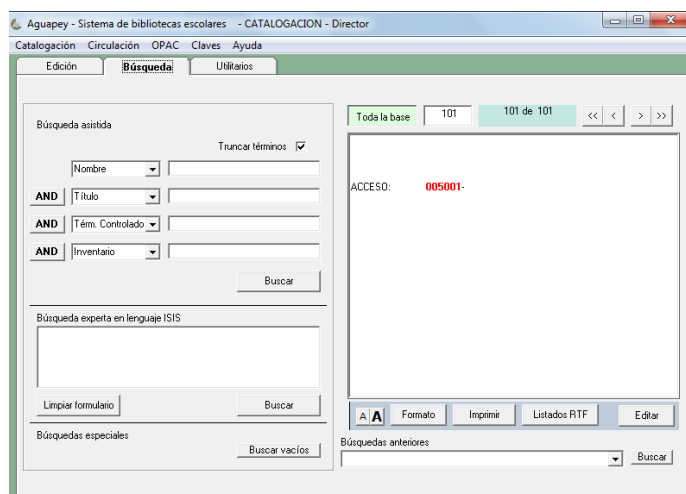 Aguapey - Sistema de bibliotecas escolares - CATALOGACION - Director
Catalogación Circulación OPAC Claves Ayuda
Edición Búsqueda Utilitarios
Búsqueda asistida
Truncar términos
Nombre
AND Título
AND Térm. Controlado
AND Inventario
Buscar
Búsqueda experta en lenguaje ISIS
Limpiar formulario Buscar
Búsquedas especiales
Buscar vacíos
Toda la base 101 101 de 101 << < > >>
ACCESO: 005001-
A A Formato Imprimir Listados RTF Editar
Búsquedas anteriores
Buscar